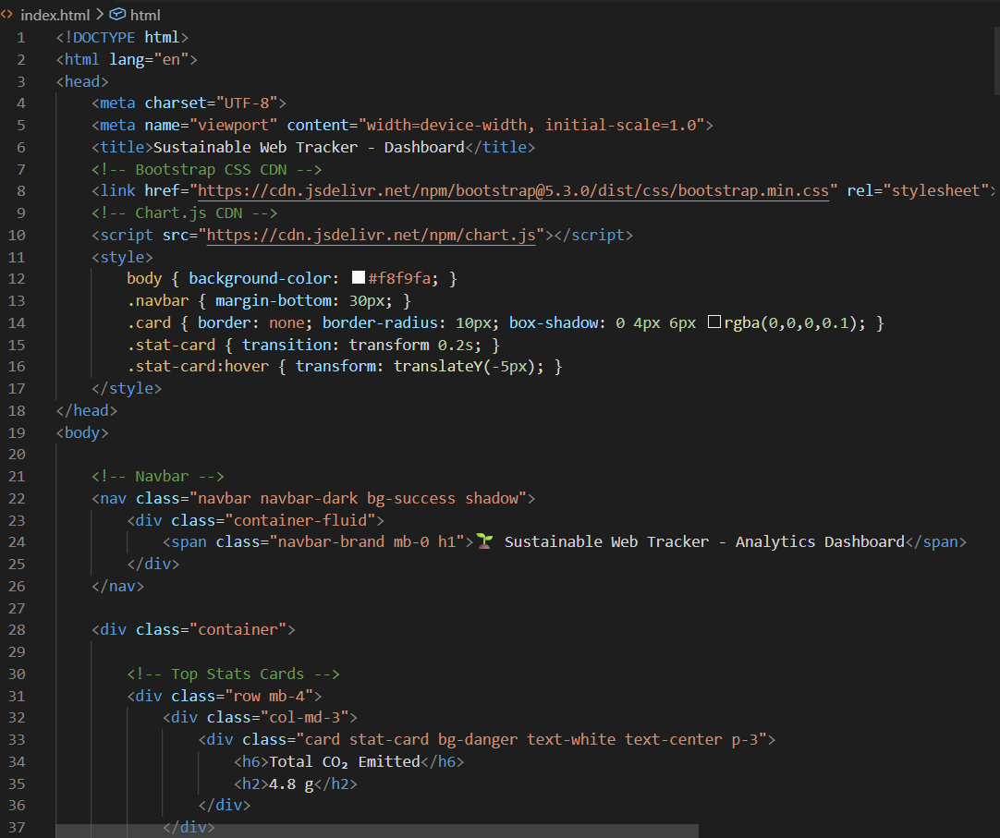 index.html > html
1 <!DOCTYPE html>
2 <html lang="en">
3 <head>
4     <meta charset="UTF-8">
5     <meta name="viewport" content="width=device-width, initial-scale=1.0">
6     <title>Sustainable Web Tracker - Dashboard</title>
7     <!-- Bootstrap CSS CDN -->
8     <link href="https://cdn.jsdelivr.net/npm/bootstrap@5.3.0/dist/css/bootstrap.min.css" rel="stylesheet">
9     <!-- Chart.js CDN -->
10     <script src="https://cdn.jsdelivr.net/npm/chart.js"></script>
11     <style>
12         body { background-color: #f8f9fa; }
13         .navbar { margin-bottom: 30px; }
14         .card { border: none; border-radius: 10px; box-shadow: 0 4px 6px rgba(0,0,0,0.1); }
15         .stat-card { transition: transform 0.2s; }
16         .stat-card:hover { transform: translateY(-5px); }
17     </style>
18 </head>
19 <body>
20
21     <!-- Navbar -->
22     <nav class="navbar navbar-dark bg-success shadow">
23         <div class="container-fluid">
24             <span class="navbar-brand mb-0 h1">🌱 Sustainable Web Tracker - Analytics Dashboard</span>
25         </div>
26     </nav>
27
28     <div class="container">
29
30         <!-- Top Stats Cards -->
31         <div class="row mb-4">
32             <div class="col-md-3">
33                 <div class="card stat-card bg-danger text-white text-center p-3">
34                     <h6>Total CO₂ Emitted</h6>
35                     <h2>4.8 g</h2>
36                 </div>
37             </div>